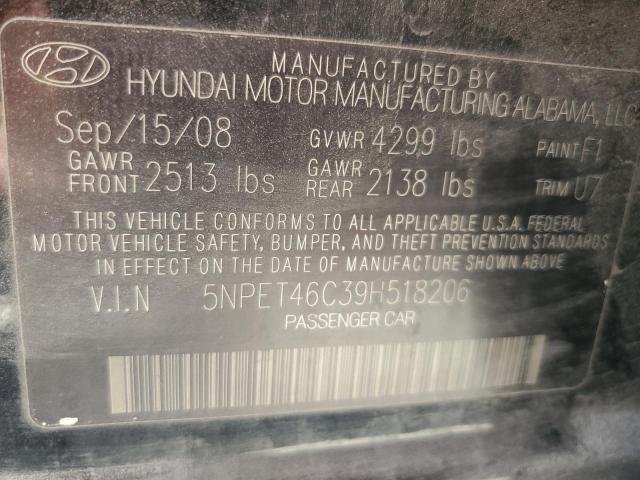 MANUFACTURED BY
HYUNDAI MOTOR MANUFACTURING ALABAMA, LLC
Sep/15/08 GVWR 4299 lbs PAINT F1
GAWR FRONT 2513 lbs GAWR REAR 2138 lbs TRIM U7
THIS VEHICLE CONFORMS TO ALL APPLICABLE U.S.A. FEDERAL
MOTOR VEHICLE SAFETY, BUMPER, AND THEFT PREVENTION STANDARDS
IN EFFECT ON THE DATE OF MANUFACTURE SHOWN ABOVE.
V.I.N 5NPET46C39H518206
PASSENGER CAR